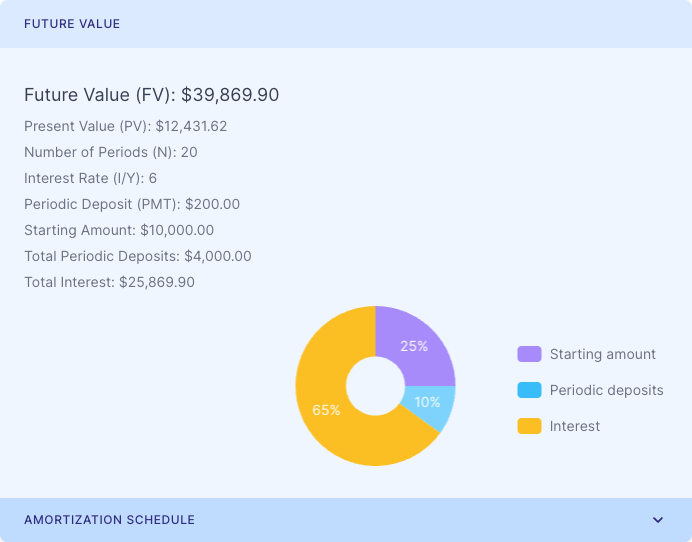 FUTURE VALUE
Future Value (FV): $39,869.90
Present Value (PV): $12,431.62
Number of Periods (N): 20
Interest Rate (I/Y): 6
Periodic Deposit (PMT): $200.00
Starting Amount: $10,000.00
Total Periodic Deposits: $4,000.00
Total Interest: $25,869.90
25%
10%
65%
Starting amount
Periodic deposits
Interest
AMORTIZATION SCHEDULE